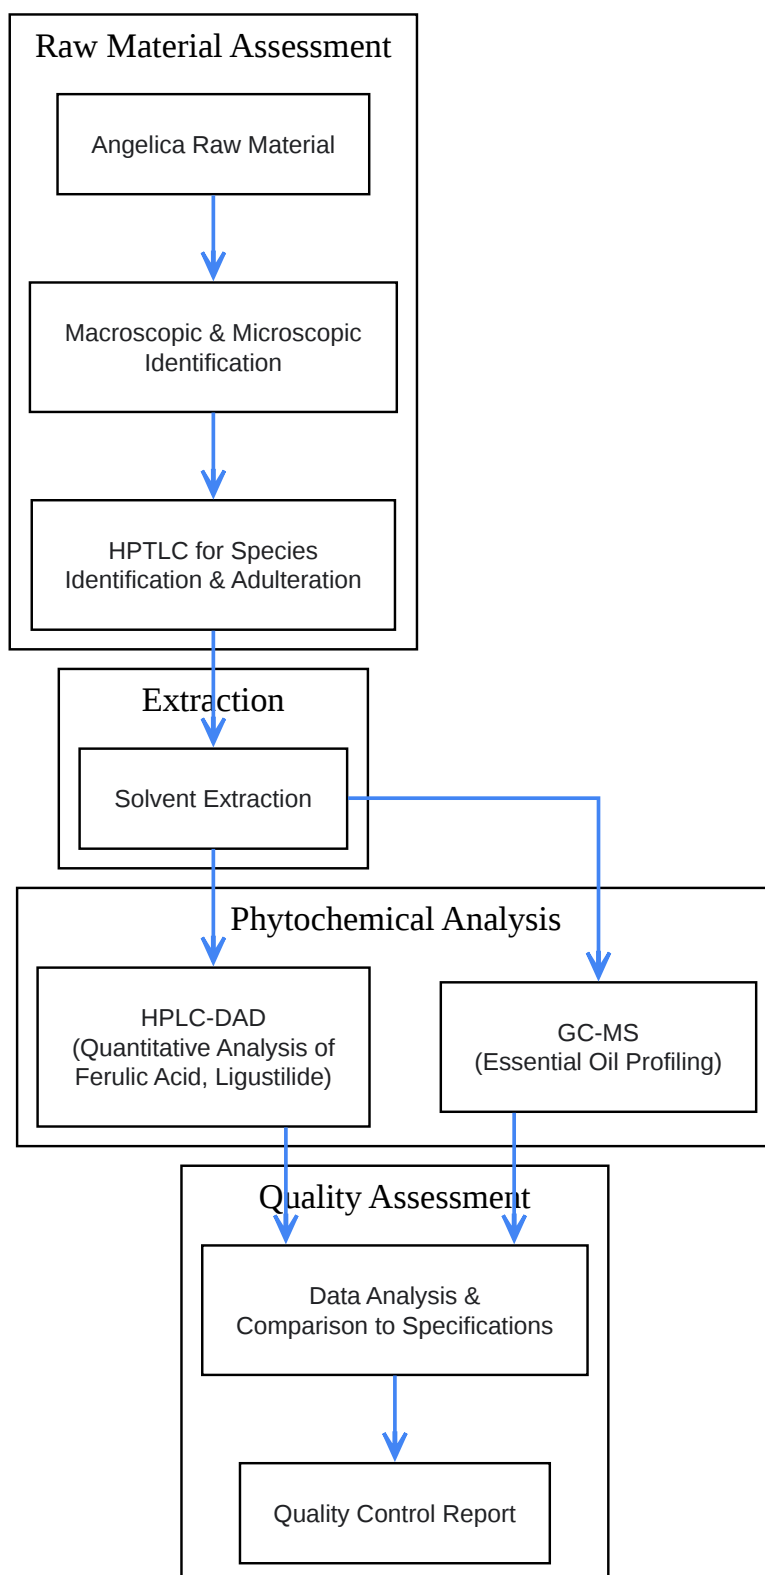 Raw Material Assessment
Angelica Raw Material
Macroscopic & Microscopic
Identification
HPTLC for Species
Identification & Adulteration
Extraction
Solvent Extraction
Phytochemical Analysis
HPLC-DAD
(Quantitative Analysis of
Ferulic Acid, Ligustilide)
GC-MS
(Essential Oil Profiling)
Quality Assessment
Data Analysis &
Comparison to Specifications
Quality Control Report